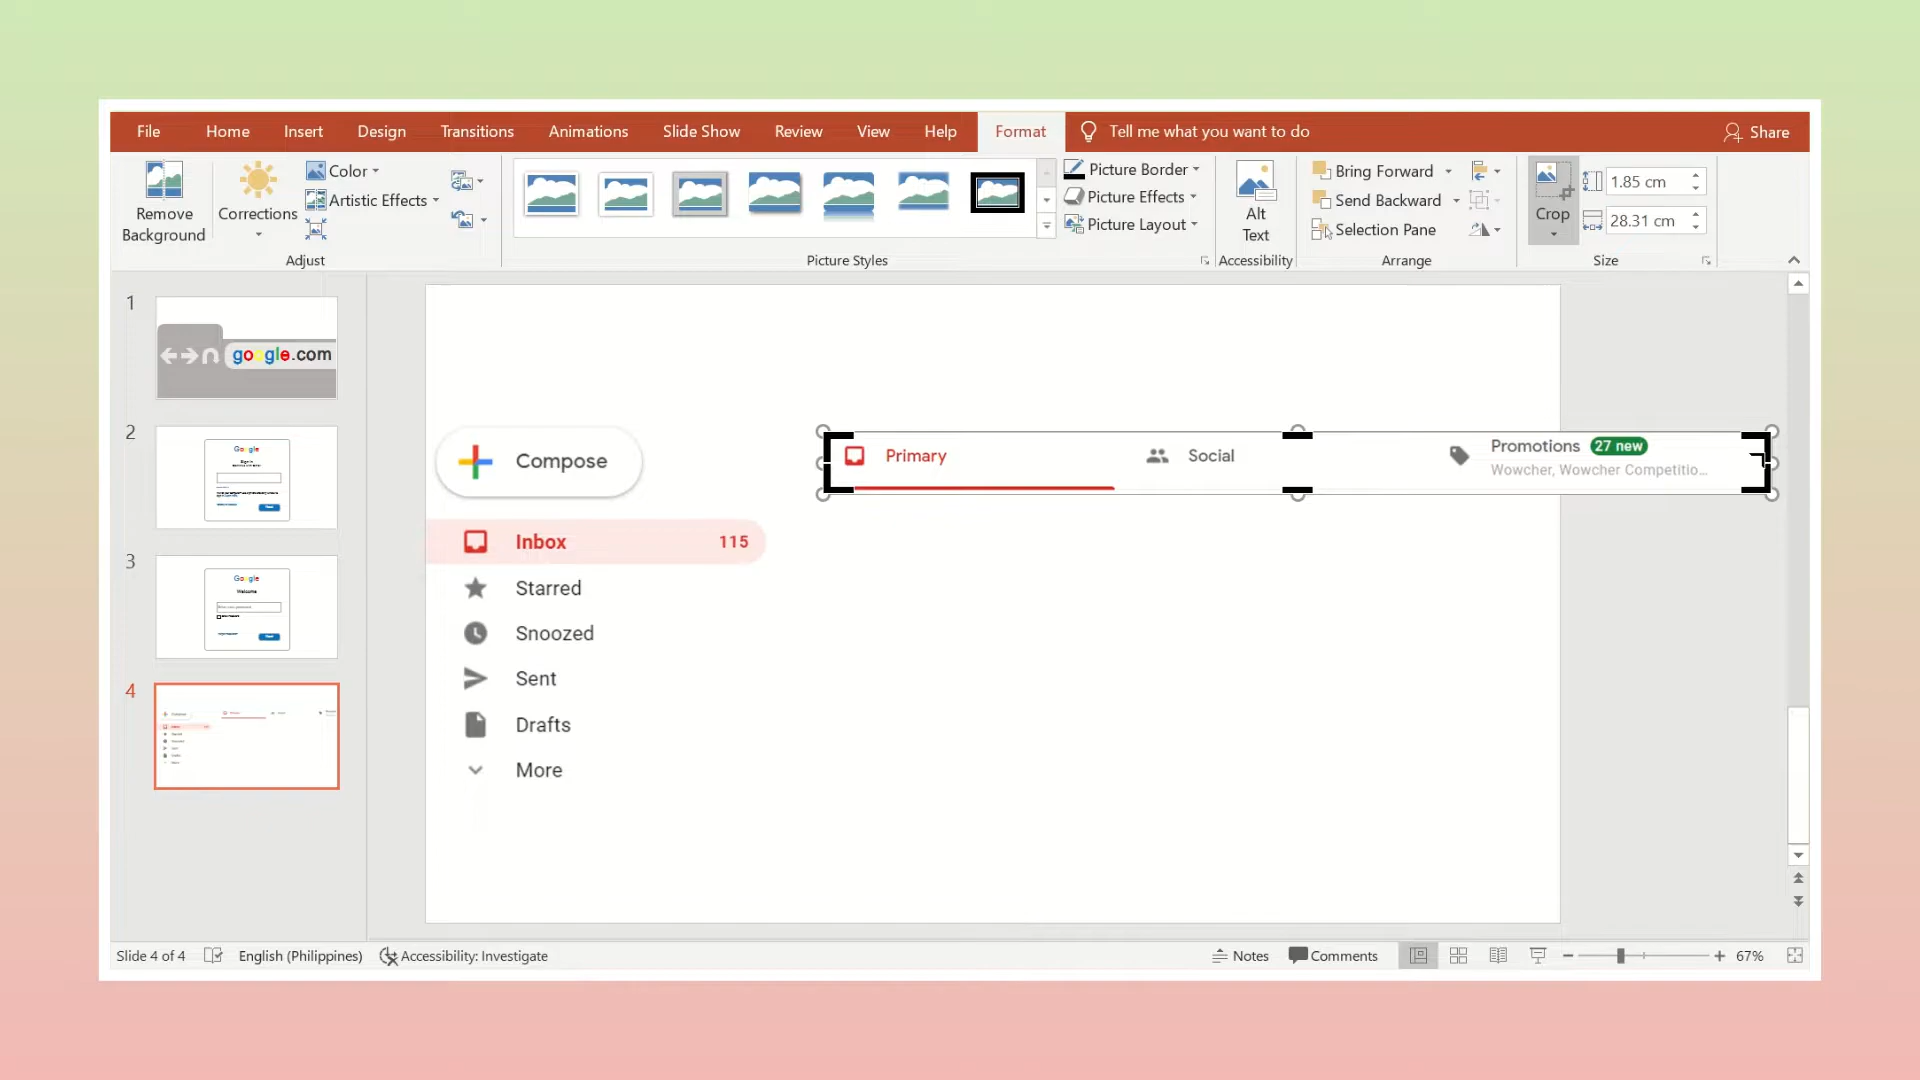 File Home Insert Design Transitions Animations Slide Show Review View Help Format Tell me what you want to do Share
Remove Background
Corrections
Color
Artistic Effects
Adjust
Picture Styles
Picture Border
Picture Effects
Picture Layout
Alt Text
Accessibility
Bring Forward
Send Backward
Selection Pane
Arrange
Crop
1.85 cm
28.31 cm
Size
1
google.com
2
Google
3
Google
Welcome
4
Compose
Inbox 115
Starred
Snoozed
Sent
Drafts
More
Primary
Social
Promotions 27 new
Wowcher, Wowcher Competitio...
Slide 4 of 4 English (Philippines) Accessibility: Investigate Notes Comments 67%